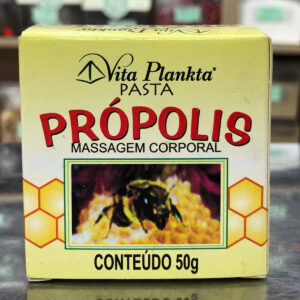 Vita Plankta®
PASTA
PRÓPOLIS
MASSAGEM CORPORAL
CONTEÚDO 50g